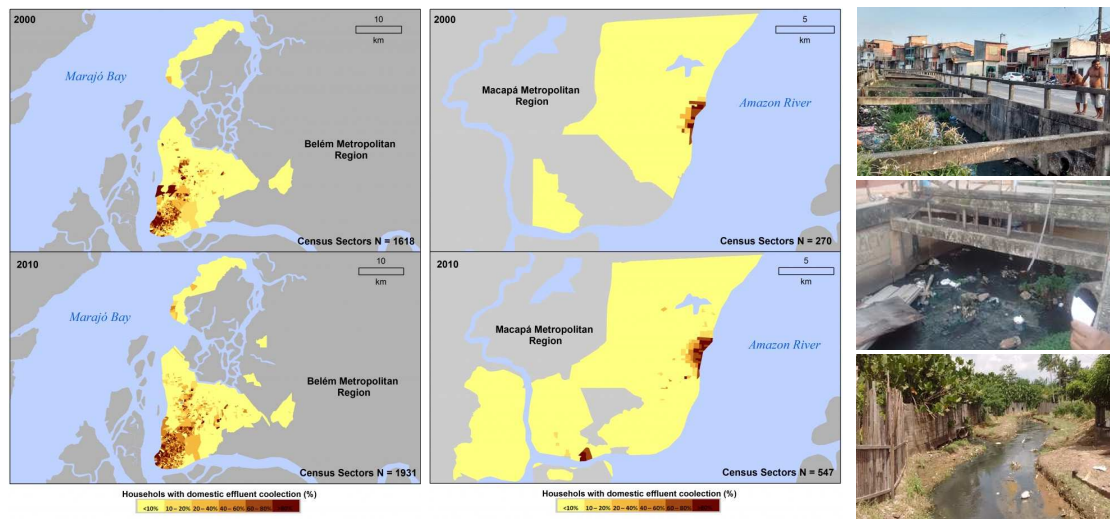 2000
10
km
Marajó Bay
Belém Metropolitan
Region
Census Sectors N = 1618
2000
5
km
Macapá Metropolitan
Region
Amazon River
Census Sectors N = 270
2010
10
km
Marajó Bay
Belém Metropolitan
Region
Census Sectors N = 1931
2010
5
km
Macapá Metropolitan
Region
Amazon River
Census Sectors N = 547
Househols with domestic effluent coolection (%)
<10% 10 – 20% 20 – 40% 40 – 60% 60 – 80%
Househols with domestic effluent coolection (%)
<10% 10 – 20% 20 – 40% 40 – 60% 60 – 80%